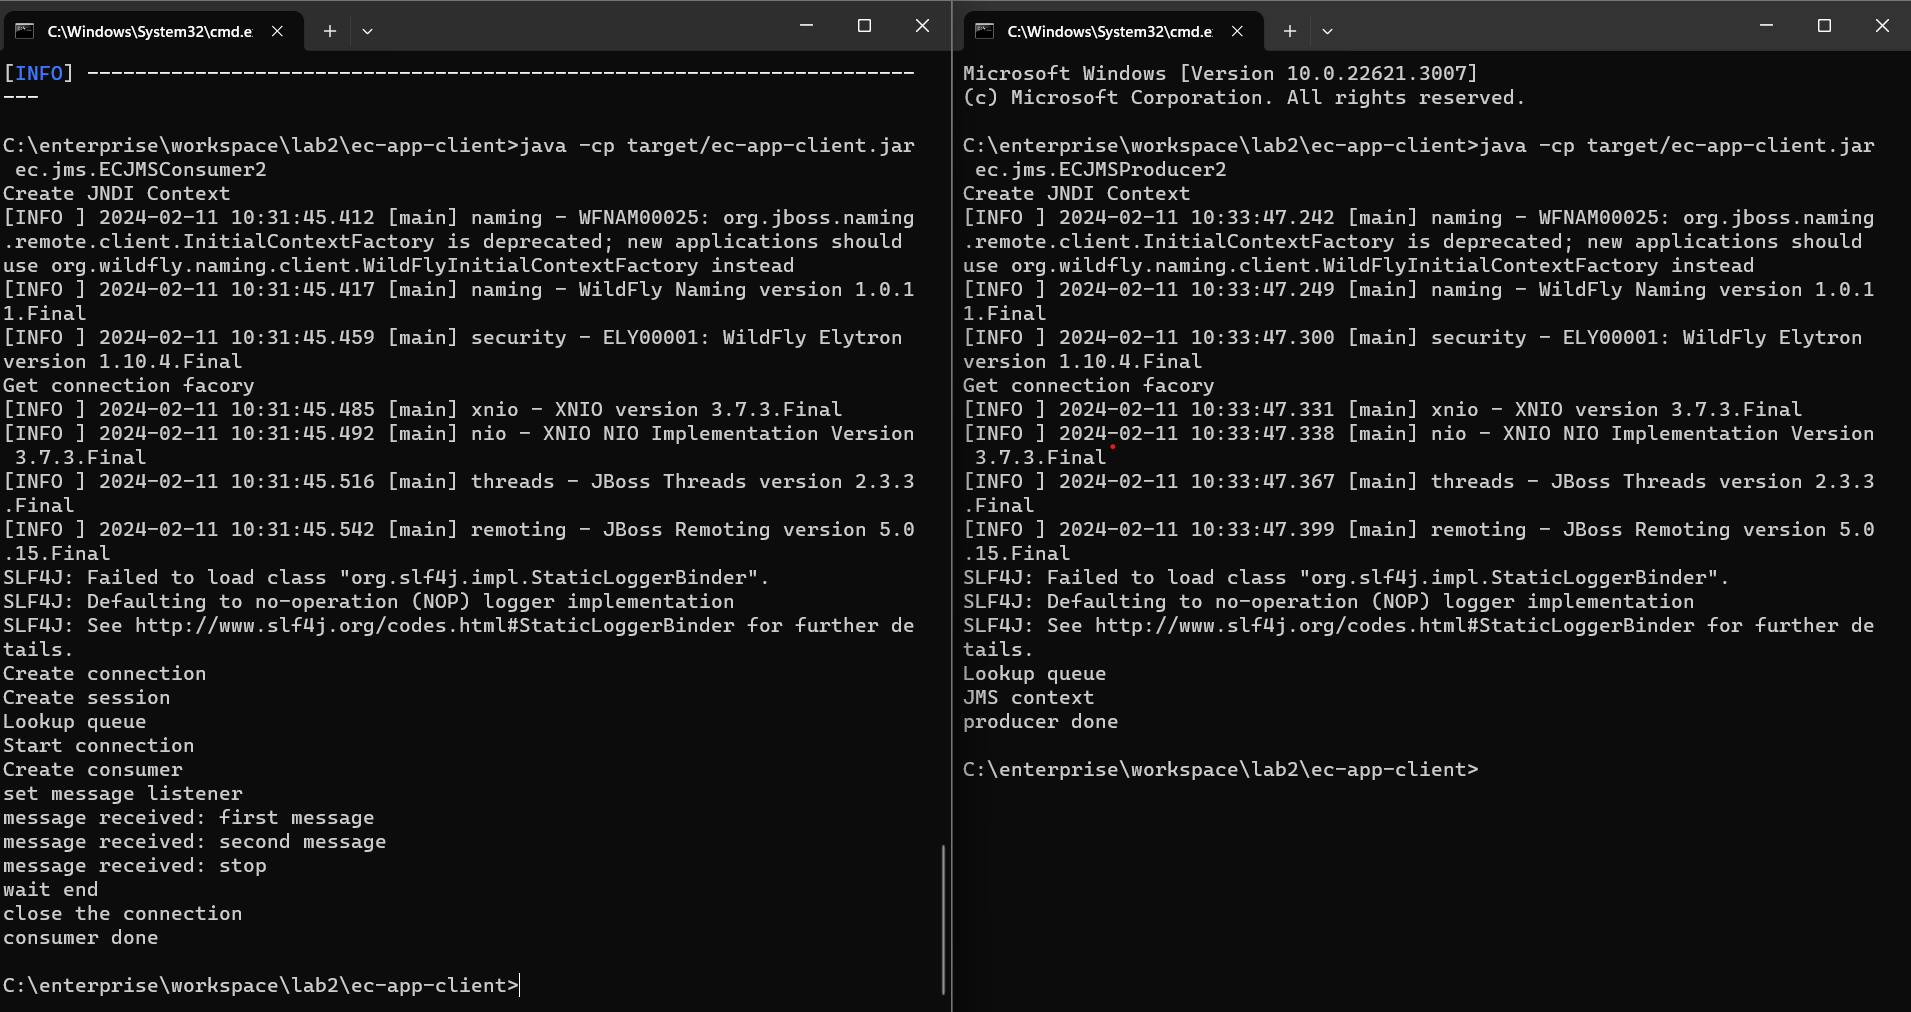 C:\Windows\System32\cmd.e
[INFO] ---------------------------------------------------------------------
---
C:\enterprise\workspace\lab2\ec-app-client>java -cp target/ec-app-client.jar
 ec.jms.ECJMSConsumer2
Create JNDI Context
[INFO ] 2024-02-11 10:31:45.412 [main] naming - WFNAM00025: org.jboss.naming
.remote.client.InitialContextFactory is deprecated; new applications should
use org.wildfly.naming.client.WildFlyInitialContextFactory instead
[INFO ] 2024-02-11 10:31:45.417 [main] naming - WildFly Naming version 1.0.1
1.Final
[INFO ] 2024-02-11 10:31:45.459 [main] security - ELY00001: WildFly Elytron
version 1.10.4.Final
Get connection facory
[INFO ] 2024-02-11 10:31:45.485 [main] xnio - XNIO version 3.7.3.Final
[INFO ] 2024-02-11 10:31:45.492 [main] nio - XNIO NIO Implementation Version
 3.7.3.Final
[INFO ] 2024-02-11 10:31:45.516 [main] threads - JBoss Threads version 2.3.3
.Final
[INFO ] 2024-02-11 10:31:45.542 [main] remoting - JBoss Remoting version 5.0
.15.Final
SLF4J: Failed to load class "org.slf4j.impl.StaticLoggerBinder".
SLF4J: Defaulting to no-operation (NOP) logger implementation
SLF4J: See http://www.slf4j.org/codes.html#StaticLoggerBinder for further de
tails.
Create connection
Create session
Lookup queue
Start connection
Create consumer
set message listener
message received: first message
message received: second message
message received: stop
wait end
close the connection
consumer done
C:\enterprise\workspace\lab2\ec-app-client>
C:\Windows\System32\cmd.e
Microsoft Windows [Version 10.0.22621.3007]
(c) Microsoft Corporation. All rights reserved.
C:\enterprise\workspace\lab2\ec-app-client>java -cp target/ec-app-client.jar
 ec.jms.ECJMSProducer2
Create JNDI Context
[INFO ] 2024-02-11 10:33:47.242 [main] naming - WFNAM00025: org.jboss.naming
.remote.client.InitialContextFactory is deprecated; new applications should
use org.wildfly.naming.client.WildFlyInitialContextFactory instead
[INFO ] 2024-02-11 10:33:47.249 [main] naming - WildFly Naming version 1.0.1
1.Final
[INFO ] 2024-02-11 10:33:47.300 [main] security - ELY00001: WildFly Elytron
version 1.10.4.Final
Get connection facory
[INFO ] 2024-02-11 10:33:47.331 [main] xnio - XNIO version 3.7.3.Final
[INFO ] 2024-02-11 10:33:47.338 [main] nio - XNIO NIO Implementation Version
 3.7.3.Final
[INFO ] 2024-02-11 10:33:47.367 [main] threads - JBoss Threads version 2.3.3
.Final
[INFO ] 2024-02-11 10:33:47.399 [main] remoting - JBoss Remoting version 5.0
.15.Final
SLF4J: Failed to load class "org.slf4j.impl.StaticLoggerBinder".
SLF4J: Defaulting to no-operation (NOP) logger implementation
SLF4J: See http://www.slf4j.org/codes.html#StaticLoggerBinder for further de
tails.
Lookup queue
JMS context
producer done
C:\enterprise\workspace\lab2\ec-app-client>